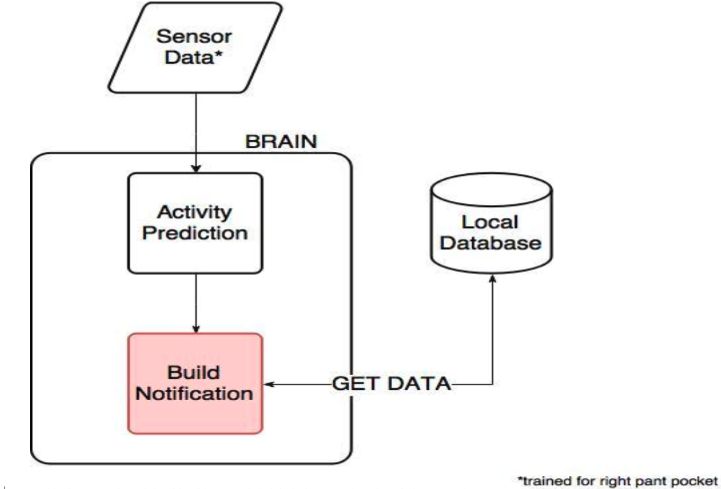 Sensor
Data*
BRAIN
Activity
Prediction
Local
Database
Build
Notification
GET DATA
*trained for right pant pocket